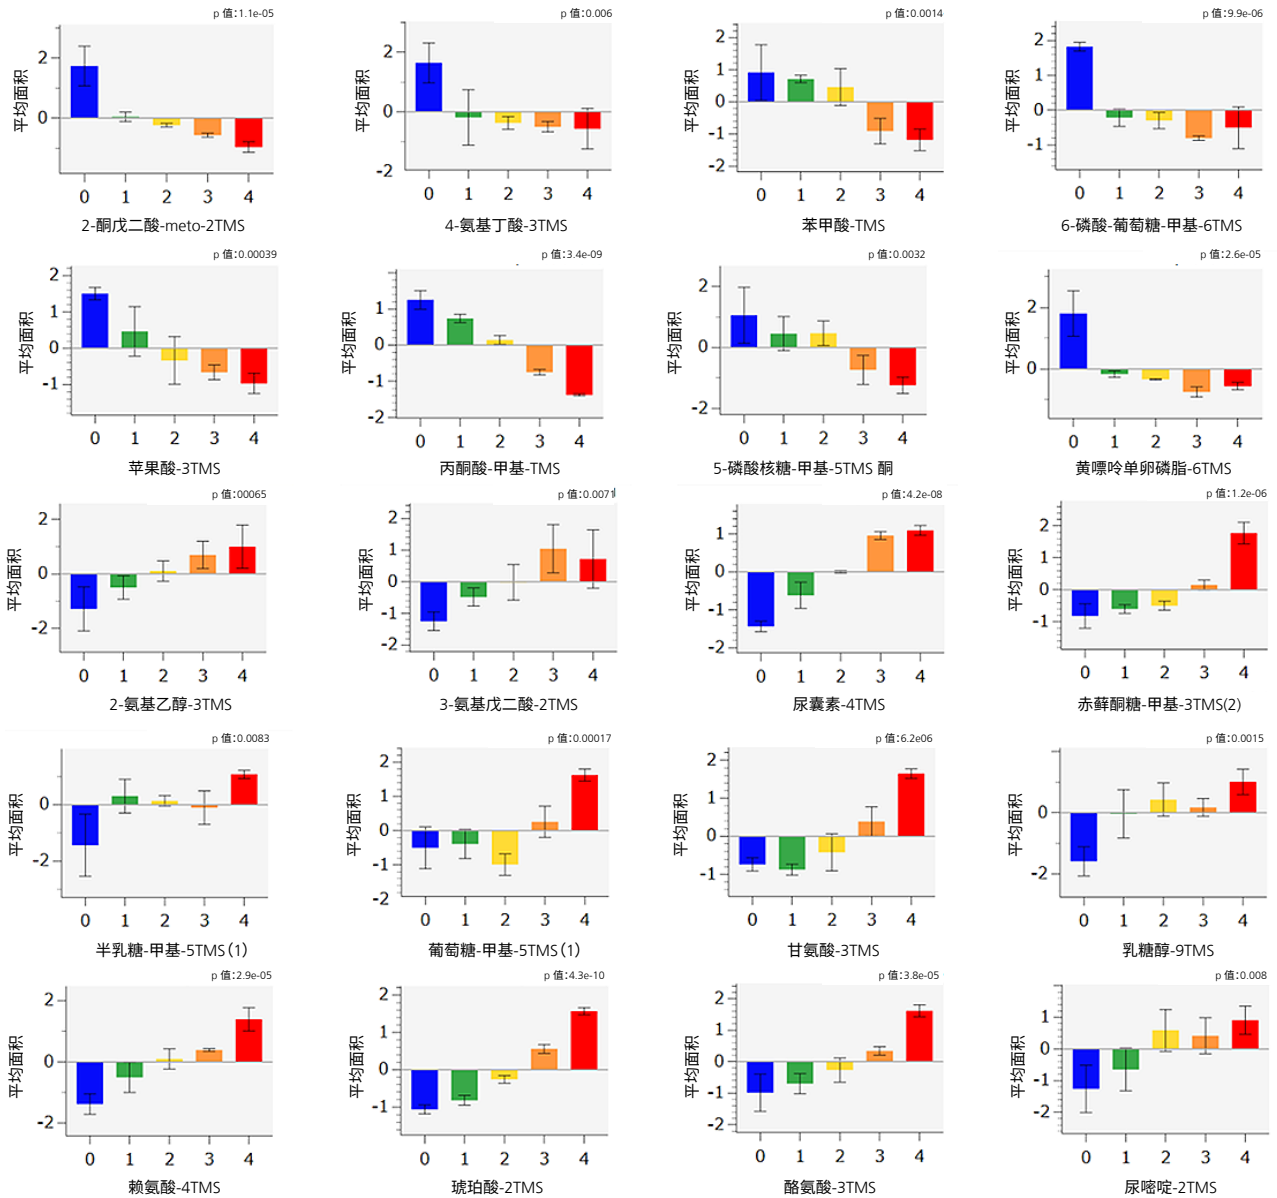 p 值：1.1e-05
平均面积
2
0
0 1 2 3 4
2-酮戊二酸-meto-2TMS
p 值：0.006
平均面积
2
0
-2
0 1 2 3 4
4-氨基丁酸-3TMS
p 值：0.0014
平均面积
2
1
0
-1
-2
0 1 2 3 4
苯甲酸-TMS
p 值：9.9e-06
平均面积
2
1
0
-1
0 1 2 3 4
6-磷酸-葡萄糖-甲基-6TMS
p 值：0.00039
平均面积
2
1
0
-1
0 1 2 3 4
苹果酸-3TMS
p 值：3.4e-09
平均面积
1
0
-1
-2
0 1 2 3 4
丙酮酸-甲基-TMS
p 值：0.0032
平均面积
2
0
-2
0 1 2 3 4
5-磷酸核糖-甲基-5TMS 酮
p 值：2.6e-05
平均面积
2
0
0 1 2 3 4
黄嘌呤单卵磷脂-6TMS
p 值：00065
平均面积
2
0
-2
0 1 2 3 4
2-氨基乙醇-3TMS
p 值：0.0071
平均面积
2
1
0
-1
-2
0 1 2 3 4
3-氨基戊二酸-2TMS
p 值：4.2e-08
平均面积
1
0
-1
-2
0 1 2 3 4
尿囊素-4TMS
p 值：1.2e-06
平均面积
2
1
0
-1
0 1 2 3 4
赤藓酮糖-甲基-3TMS(2)
p 值：0.0083
平均面积
0
-2
0 1 2 3 4
半乳糖-甲基-5TMS（1）
p 值：0.00017
平均面积
2
1
0
-1
-2
0 1 2 3 4
葡萄糖-甲基-5TMS（1）
p 值：6.2e06
平均面积
2
1
0
-1
0 1 2 3 4
甘氨酸-3TMS
p 值：0.0015
平均面积
0
-2
0 1 2 3 4
乳糖醇-9TMS
p 值：2.9e-05
平均面积
2
0
-2
0 1 2 3 4
赖氨酸-4TMS
p 值：4.3e-10
平均面积
2
1
0
-1
0 1 2 3 4
琥珀酸-2TMS
p 值：3.8e-05
平均面积
2
1
0
-1
-2
0 1 2 3 4
酪氨酸-3TMS
p 值：0.008
平均面积
1
0
-1
-2
0 1 2 3 4
尿嘧啶-2TMS